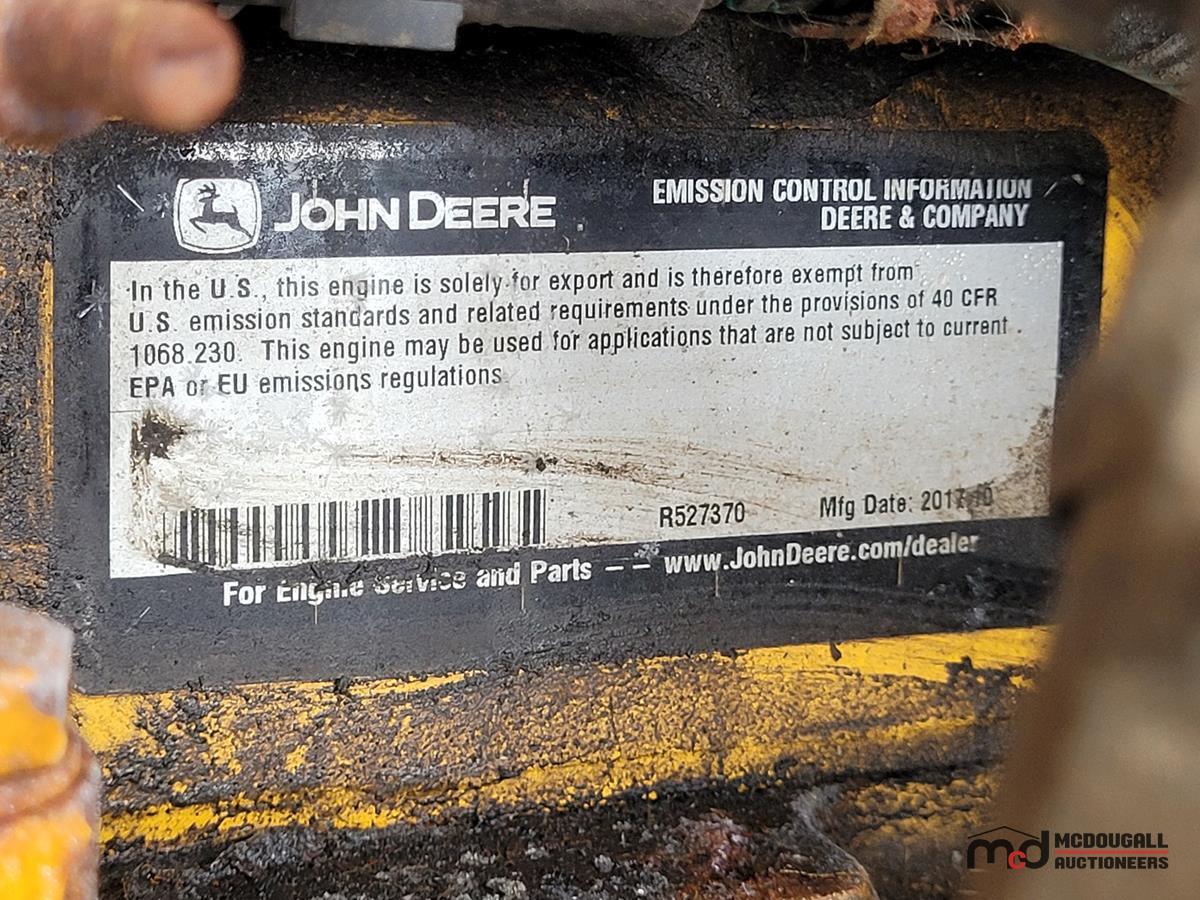 JOHN DEERE
EMISSION CONTROL INFORMATION
DEERE & COMPANY
In the U.S., this engine is solely for export and is therefore exempt from
U.S. emission standards and related requirements under the provisions of 40 CFR
1068.230. This engine may be used for applications that are not subject to current
EPA or EU emissions regulations.
R527370
Mfg Date: 2017
For Engine Service and Parts -- www.JohnDeere.com/dealer
mcd MCDOUGALL
AUCTIONEERS